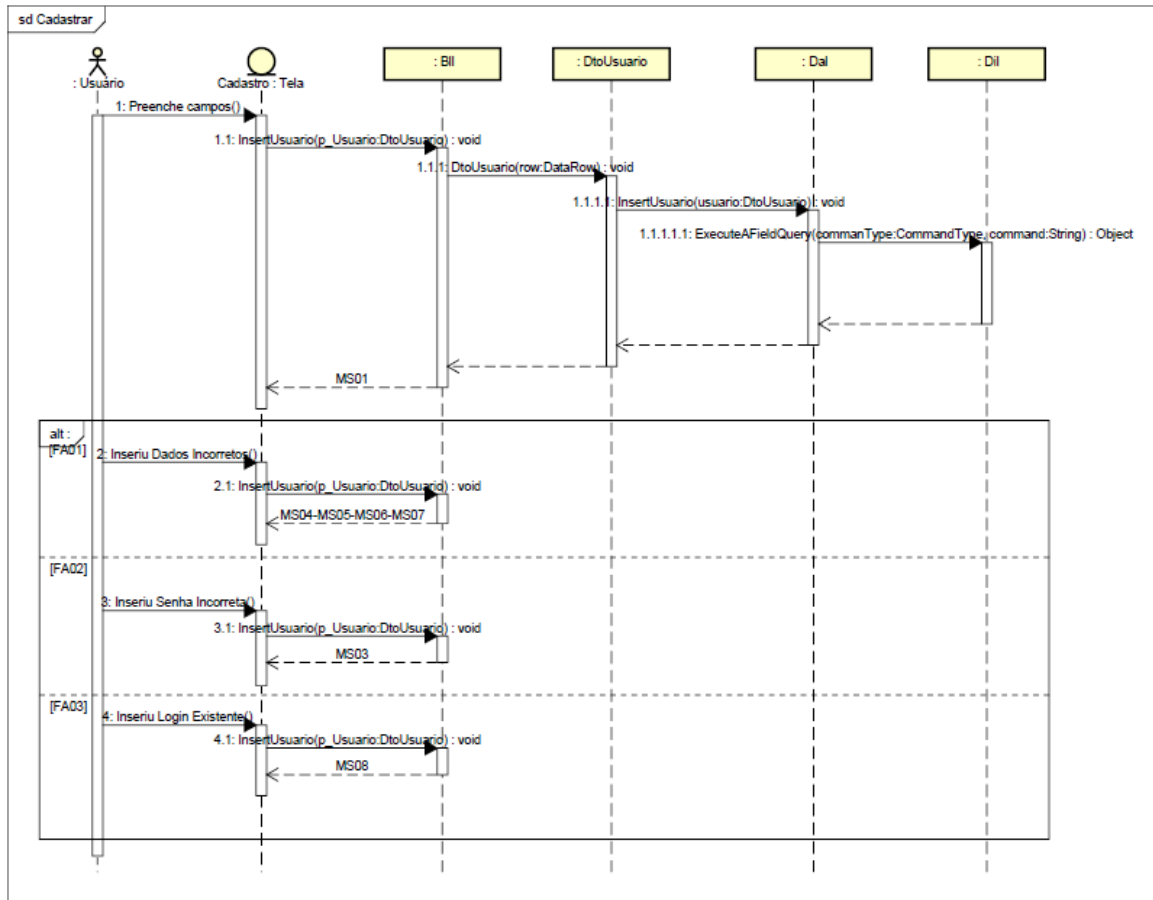 sd Cadastrar
: Usuário
Cadastro : Tela
: Bll
: DtoUsuario
: Dal
: Dil
1: Preenche campos()
1.1: InsertUsuario(p_Usuario:DtoUsuario) : void
1.1.1: DtoUsuario(row:DataRow) : void
1.1.1.1: InsertUsuario(usuario:DtoUsuario) : void
1.1.1.1.1: ExecuteAFieldQuery(commanType:CommandType, command:String) : Object
MS01
alt :
[FA01]
2: Inseriu Dados Incorretos()
2.1: InsertUsuario(p_Usuario:DtoUsuario) : void
MS04-MS05-MS06-MS07
[FA02]
3: Inseriu Senha Incorreta()
3.1: InsertUsuario(p_Usuario:DtoUsuario) : void
MS03
[FA03]
4: Inseriu Login Existente()
4.1: InsertUsuario(p_Usuario:DtoUsuario) : void
MS08